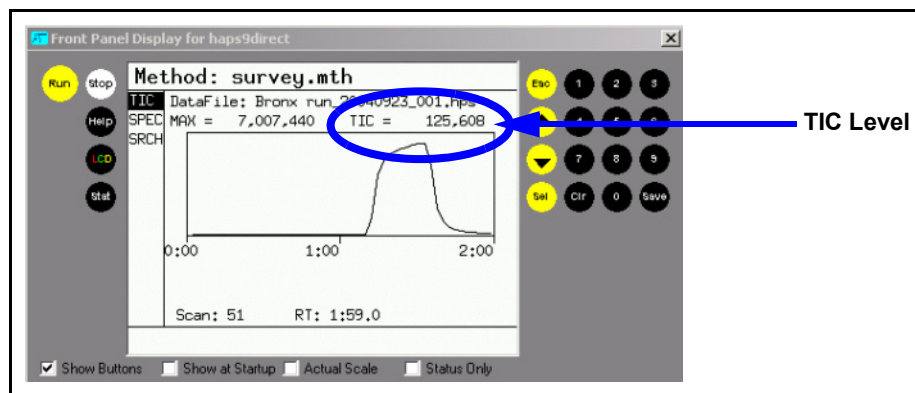 Front Panel Display for haps9direct
Run Stop Help LCD Stat
Method: survey.mth
TIC DataFile: Bronx run_20040923_001.hps
SPEC MAX = 7,007,440 TIC = 125,608
SRCH
0:00 1:00 2:00
Scan: 51 RT: 1:59.0
Esc 1 2 3
7 8 9
Sel Clr 0 Save
TIC Level
Show Buttons Show at Startup Actual Scale Status Only